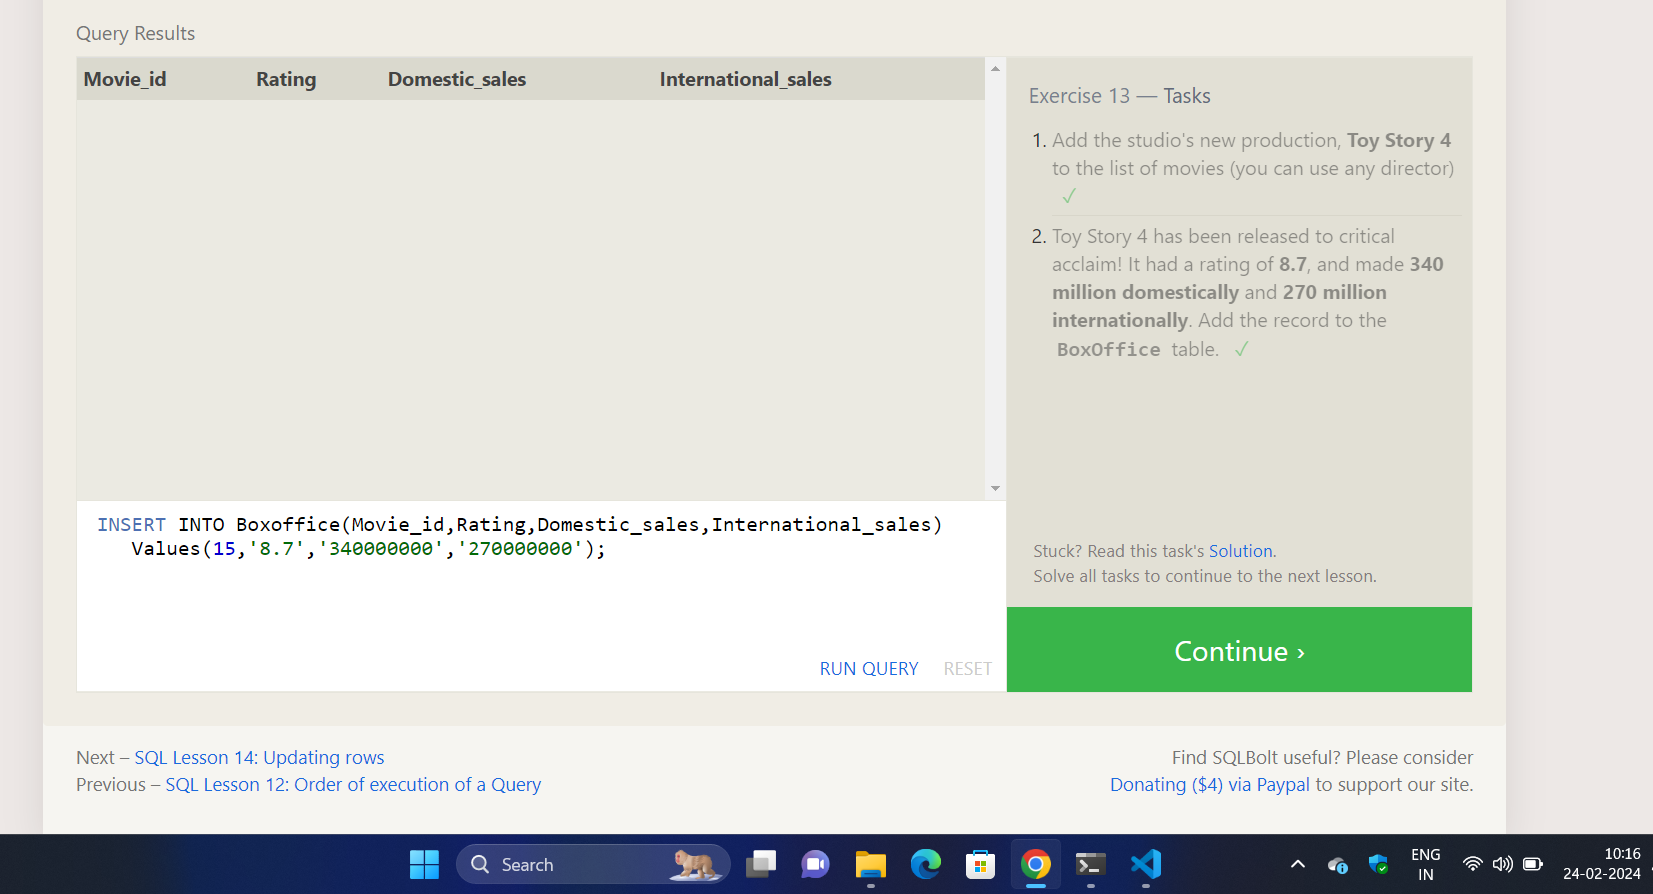 Query Results
Movie_id Rating Domestic_sales International_sales
INSERT INTO Boxoffice(Movie_id,Rating,Domestic_sales,International_sales)
Values(15,'8.7','340000000','270000000');
RUN QUERY RESET
Exercise 13 — Tasks
1. Add the studio's new production, Toy Story 4
to the list of movies (you can use any director)
✓
2. Toy Story 4 has been released to critical
acclaim! It had a rating of 8.7, and made 340
million domestically and 270 million
internationally. Add the record to the
BoxOffice table. ✓
Stuck? Read this task's Solution.
Solve all tasks to continue to the next lesson.
Continue ›
Next – SQL Lesson 14: Updating rows
Previous – SQL Lesson 12: Order of execution of a Query
Find SQLBolt useful? Please consider
Donating ($4) via Paypal to support our site.
Search
ENG
IN
10:16
24-02-2024